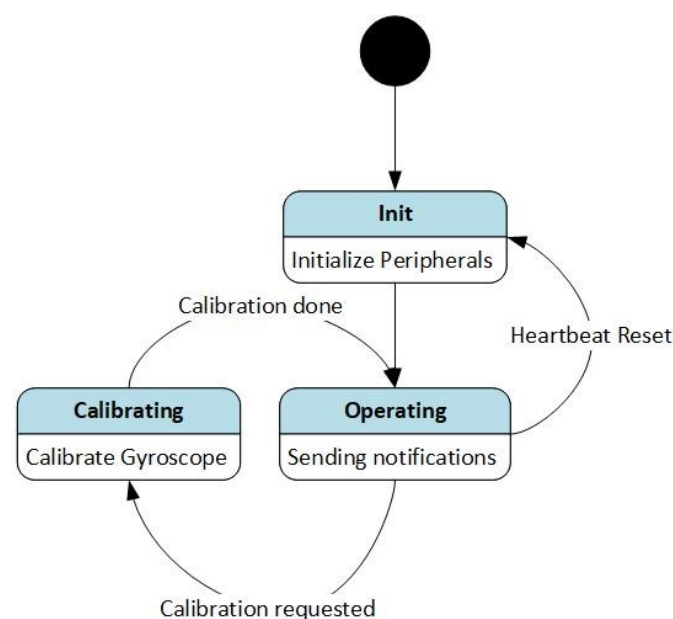 Init
Initialize Peripherals
Calibration done
Heartbeat Reset
Calibrating
Calibrate Gyroscope
Operating
Sending notifications
Calibration requested